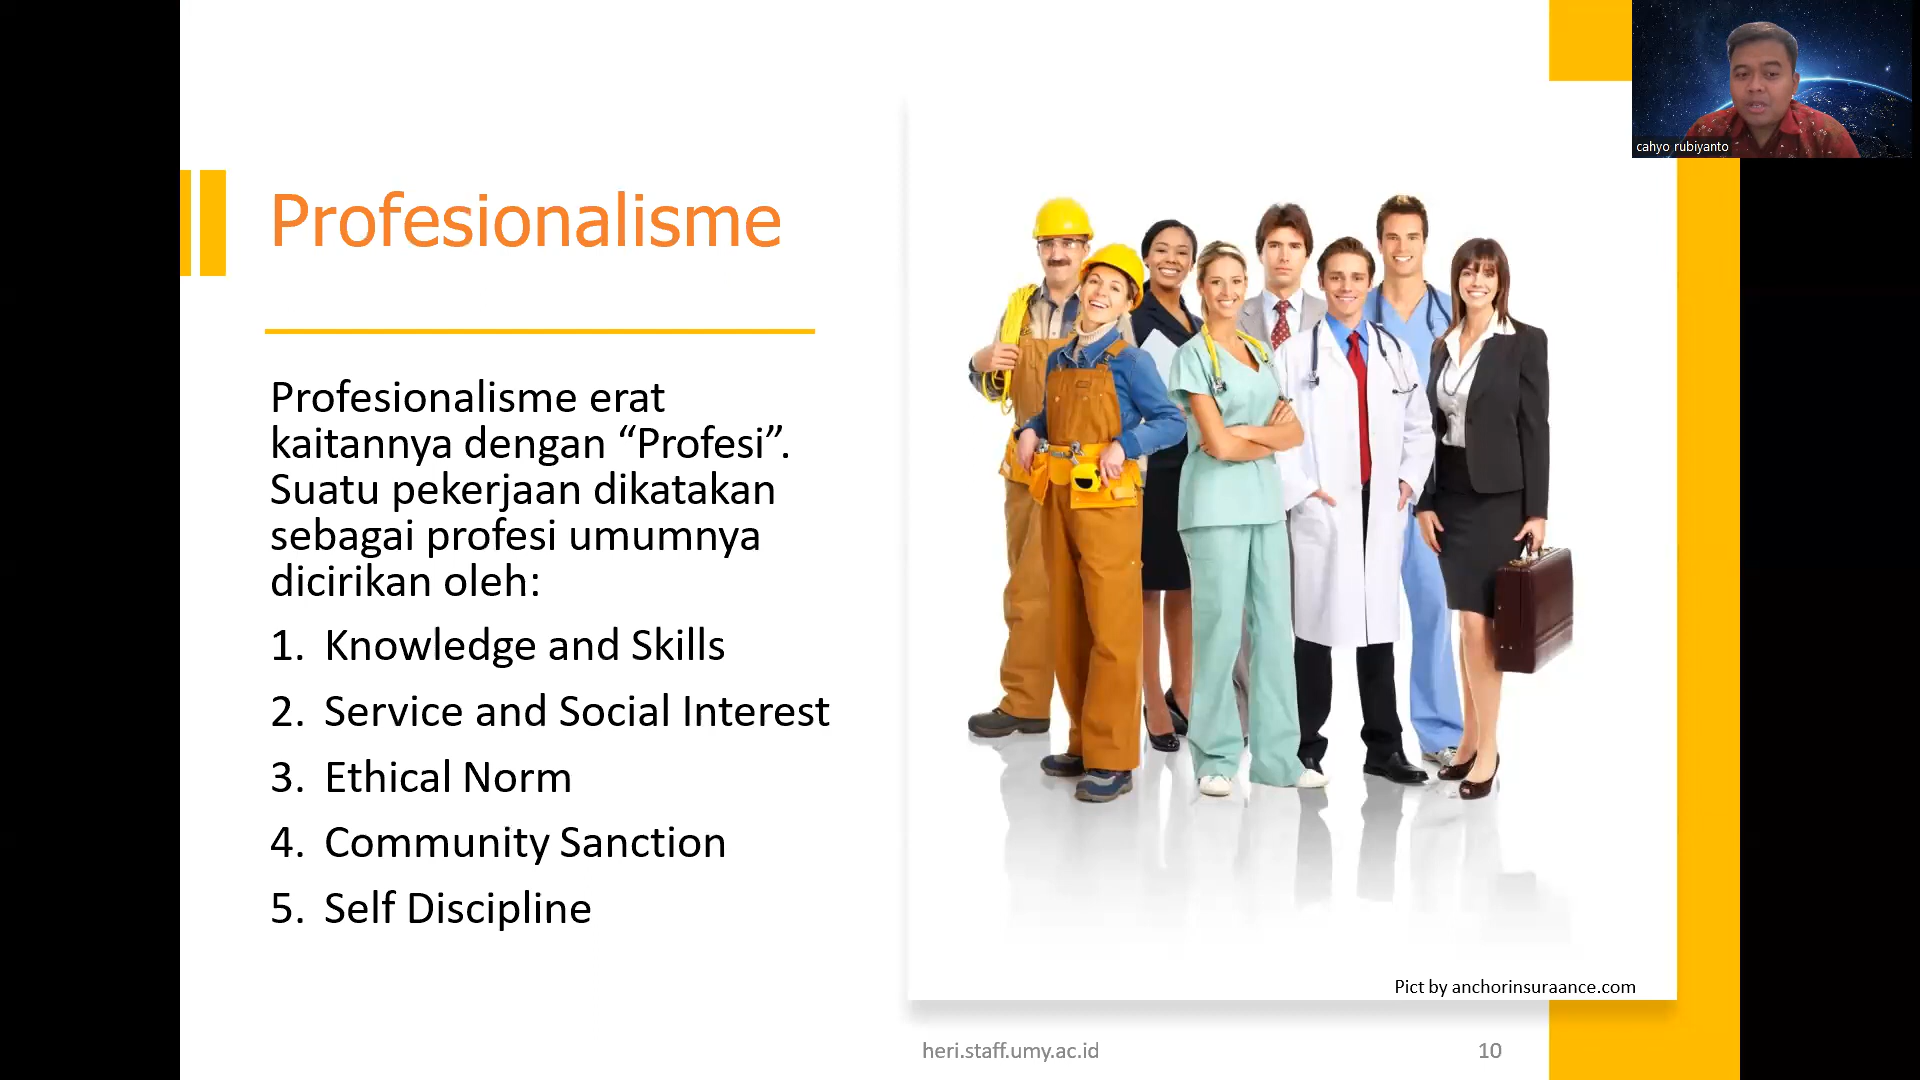 cahyo rubiyanto
Profesionalisme
Profesionalisme erat
kaitannya dengan “Profesi”.
Suatu pekerjaan dikatakan
sebagai profesi umumnya
dicirikan oleh:
1. Knowledge and Skills
2. Service and Social Interest
3. Ethical Norm
4. Community Sanction
5. Self Discipline
Pict by anchorinsuraance.com
heri.staff.umy.ac.id
10